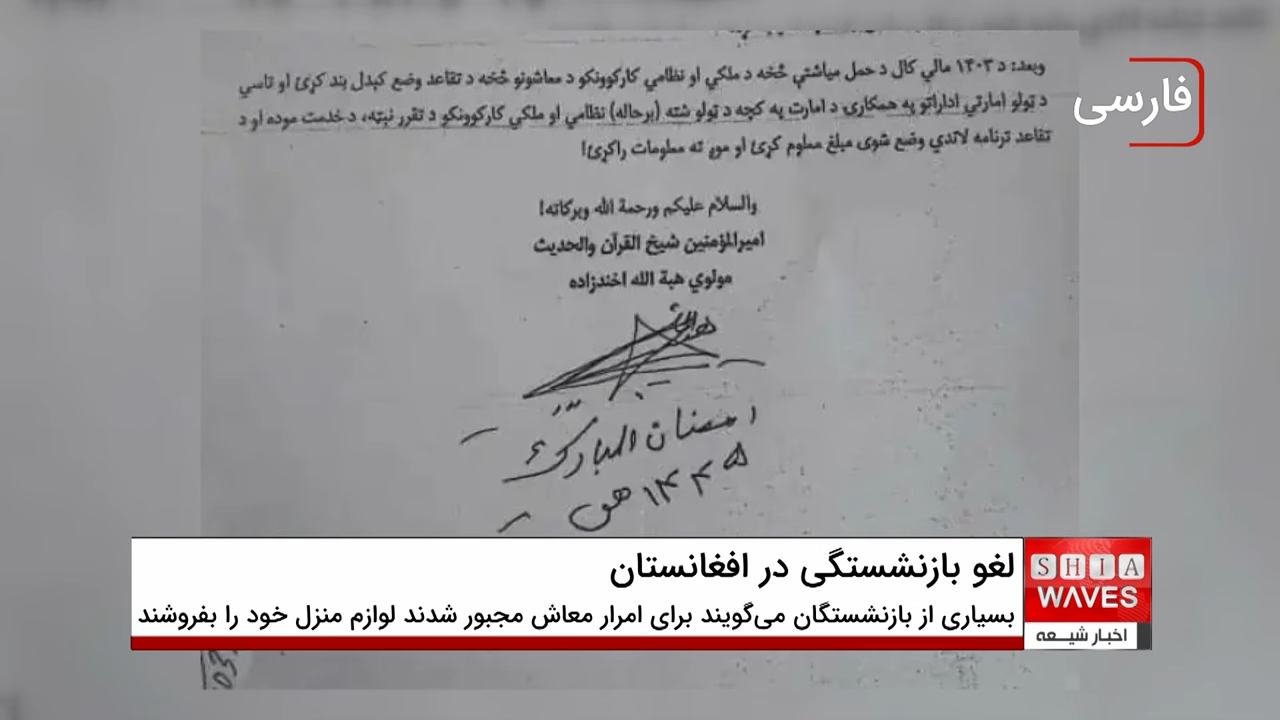 وبعد: د ۱۴۰۳ مالي کال د حمل میاشتې څخه د ملکي او نظامي کارکوونکو د معاشونو څخه د تقاعد وضع کېدل بند کړئ او تاسي
د ټولو امارتي اداراتو په همکارۍ د امارت په کچه د ټولو شته (برحاله) نظامي او ملکي کارکوونکو د تقرر نېټه، د خدمت موده او د
تقاعد ترنامه لاندې وضع شوی مبلغ معلوم کړئ او موږ ته معلومات راکړئ!
والسلام علیکم ورحمة الله وبرکاته!
امیرالمؤمنین شیخ القرآن والحدیث
مولوي هبة الله اخندزاده
المبارک
۱۴۴۵ هق
فارسی
لغو بازنشستگی در افغانستان
بسیاری از بازنشستگان می‌گویند برای امرار معاش مجبور شدند لوازم منزل خود را بفروشند
SHIA
WAVES
اخبار شیعه